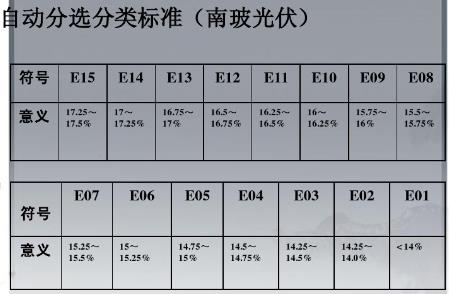 自动分选分类标准（南玻光伏）
符号 E15 E14 E13 E12 E11 E10 E09 E08
意义 17.25～17.5% 17～17.25% 16.75～17% 16.5～16.75% 16.25～16.5% 16～16.25% 15.75～16% 15.5～15.75%
符号 E07 E06 E05 E04 E03 E02 E01
意义 15.25～15.5% 15～15.25% 14.75～15% 14.5～14.75% 14.25～14.5% 14.25～14.0% <14%